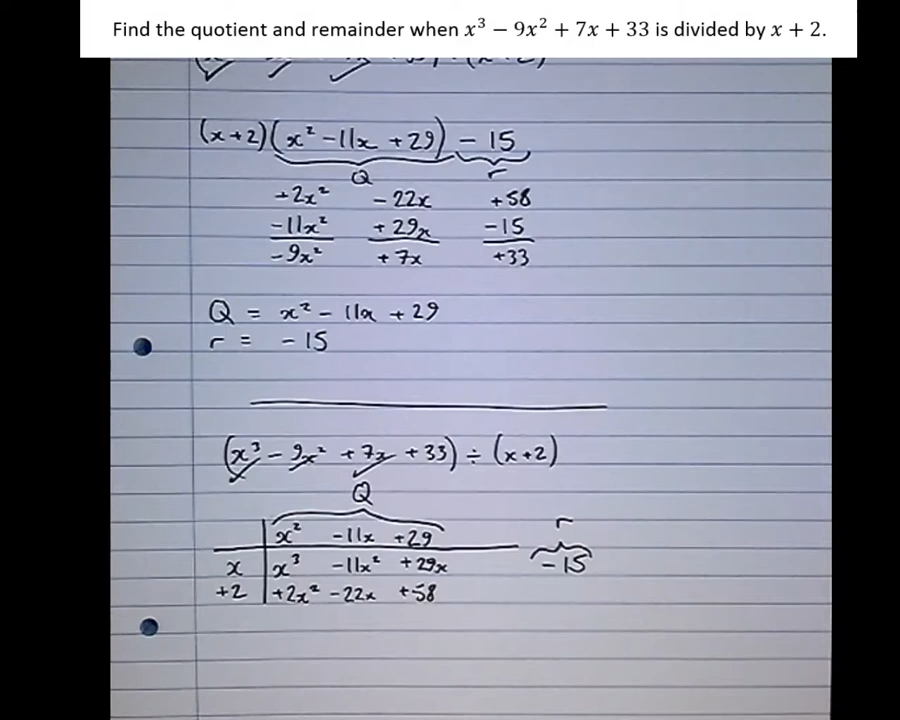 Find the quotient and remainder when x³ − 9x² + 7x + 33 is divided by x + 2.
(x+2)(x² -11x +29) - 15
Q r
+2x² -22x +58
-11x² +29x -15
-9x² +7x +33
Q = x² - 11x + 29
r = -15
(x³ - 9x² + 7x + 33) ÷ (x+2)
Q
r
x² -11x +29
-15
x x³ -11x² +29x
+2 +2x² -22x +58